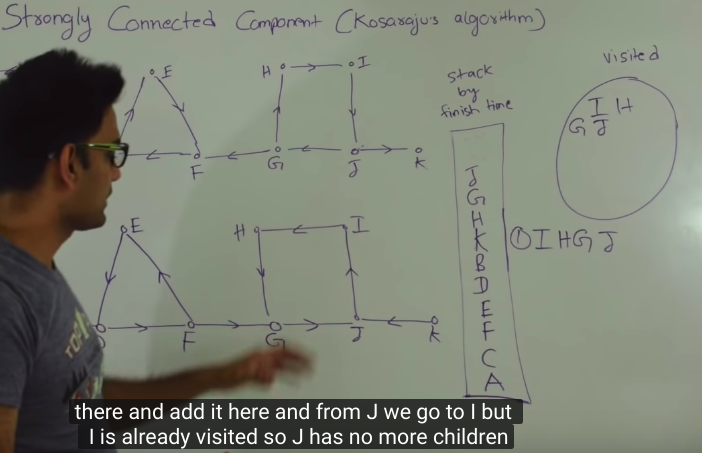 Strongly Connected Component (Kosaraju's algorithm)
visited
stack
by
finish time
E
H
I
F
G
J
K
G I H
J
J
G
H
K
B
D
E
F
C
A
① I H G J
E
H
I
F
G
J
K
there and add it here and from J we go to I but
I is already visited so J has no more children